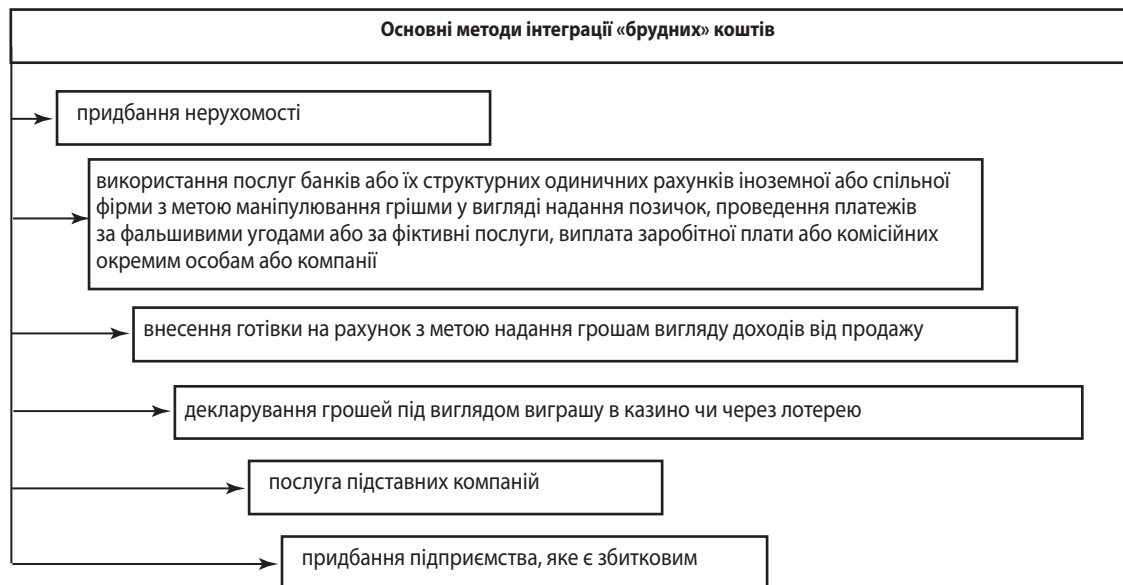 Основні методи інтеграції «брудних» коштів
придбання нерухомості
використання послуг банків або їх структурних одиничних рахунків іноземної або спільної
фірми з метою маніпулювання грішми у вигляді надання позичок, проведення платежів
за фальшивими угодами або за фіктивні послуги, виплата заробітної плати або комісійних
окремим особам або компанії
внесення готівки на рахунок з метою надання грошам вигляду доходів від продажу
декларування грошей під виглядом виграшу в казино чи через лотерею
послуга підставних компаній
придбання підприємства, яке є збитковим